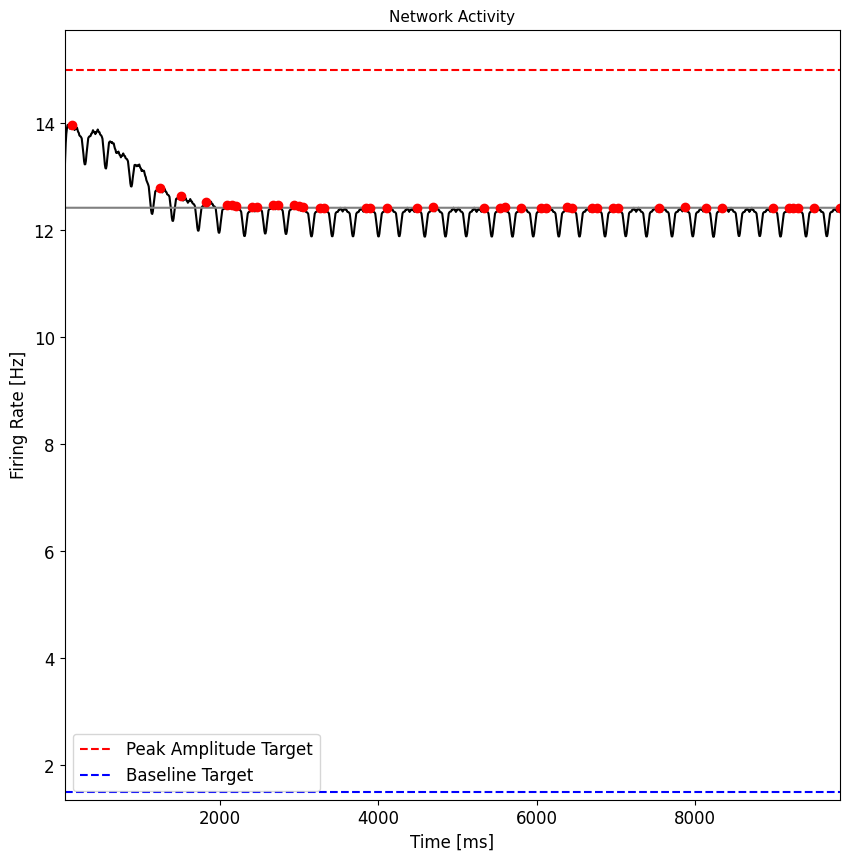 Network Activity
14
12
10
8
6
4
2
Firing Rate [Hz]
Peak Amplitude Target
Baseline Target
2000
4000
6000
8000
Time [ms]